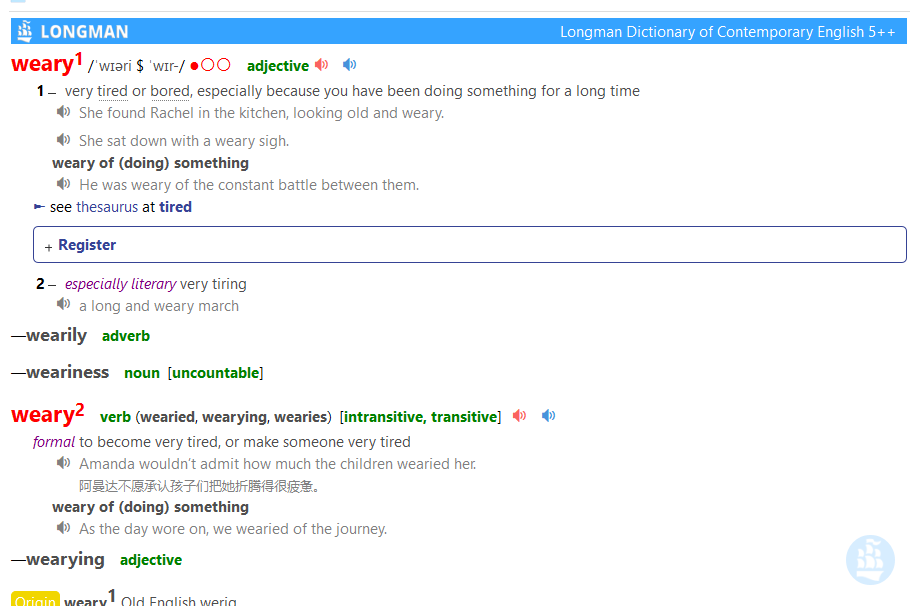 LONGMAN Longman Dictionary of Contemporary English 5++
weary1 /ˈwɪəri $ ˈwɪr-/ ●○○ adjective
1 – very tired or bored, especially because you have been doing something for a long time
She found Rachel in the kitchen, looking old and weary.
She sat down with a weary sigh.
weary of (doing) something
He was weary of the constant battle between them.
► see thesaurus at tired
+ Register
2 – especially literary very tiring
a long and weary march
—wearily adverb
—weariness noun [uncountable]
weary2 verb (wearied, wearying, wearies) [intransitive, transitive]
formal to become very tired, or make someone very tired
Amanda wouldn’t admit how much the children wearied her.
阿曼达不愿承认孩子们把她折腾得很疲惫。
weary of (doing) something
As the day wore on, we wearied of the journey.
—wearying adjective
Origin weary1 Old English werig